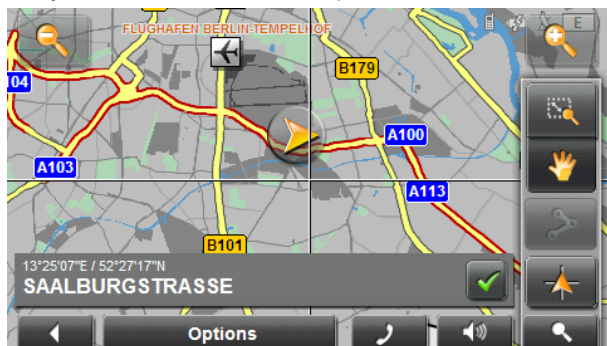 FLUGHAFEN BERLIN-TEMPELHOF
E
B179
04
A100
A103
A113
B101
13°25'07"E / 52°27'17"N
SAALBURGSTRASSE
Options